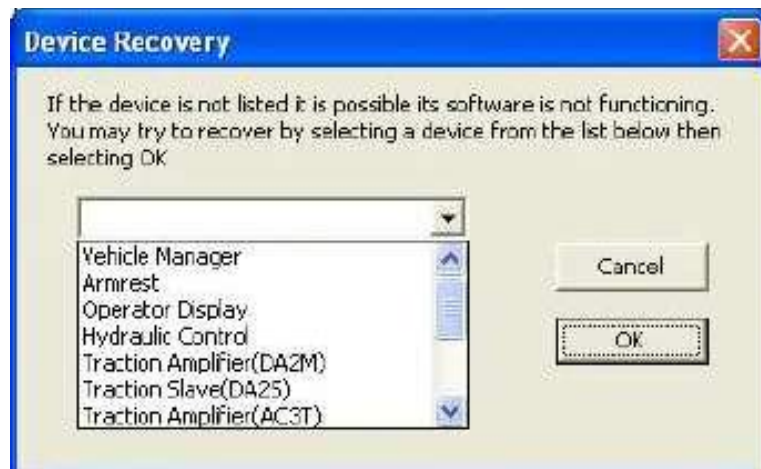 Device Recovery
If the device is not listed it is possible its software is not functioning.
You may try to recover by selecting a device from the list below then
selecting OK
Vehicle Manager
Armrest
Operator Display
Hydraulic Control
Traction Amplifier(DA2M)
Traction Slave(DA2S)
Traction Amplifier(AC3T)
Cancel
OK